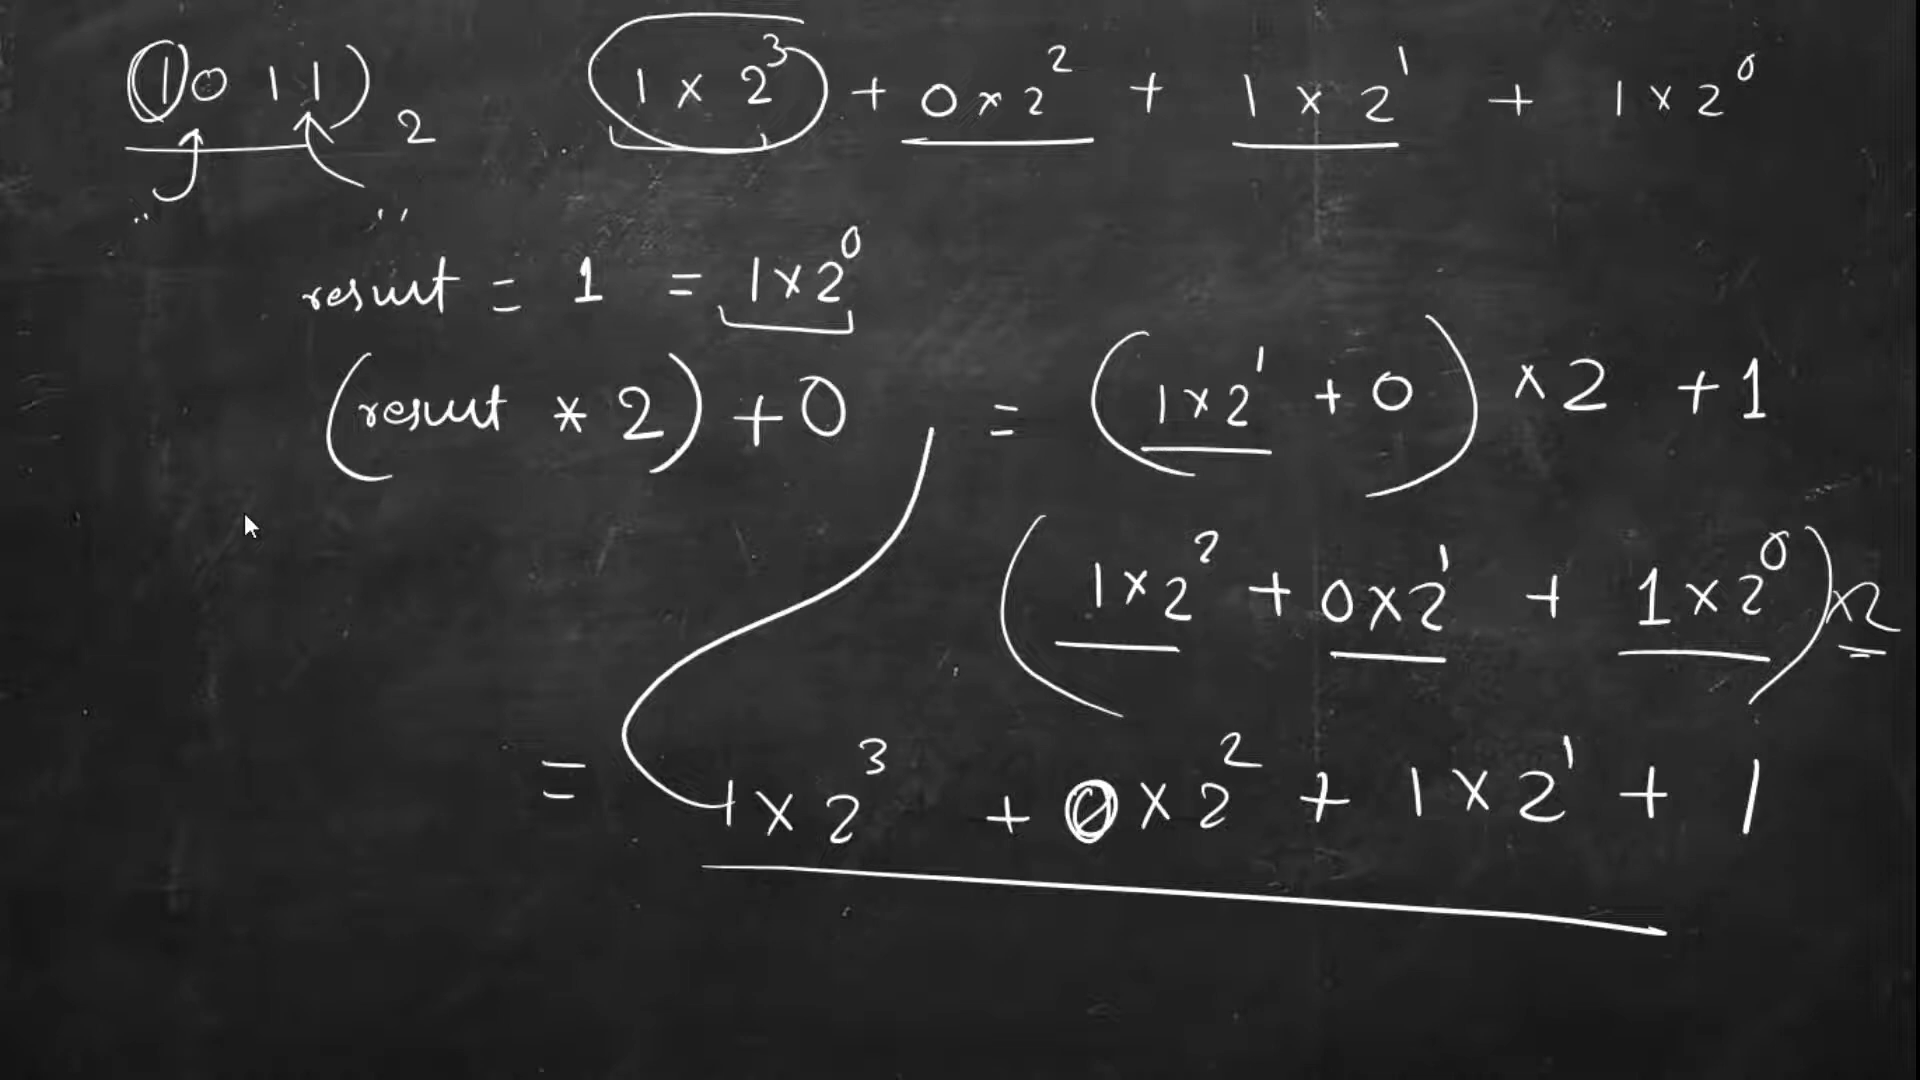 1011)₂ 1 × 2³ + 0 × 2² + 1 × 2¹ + 1 × 2⁰
result = 1 = 1 × 2⁰
(result * 2) + 0 = (1 × 2¹ + 0) × 2 + 1
(1 × 2² + 0 × 2¹ + 1 × 2⁰) × 2
= 1 × 2³ + 0 × 2² + 1 × 2¹ + 1